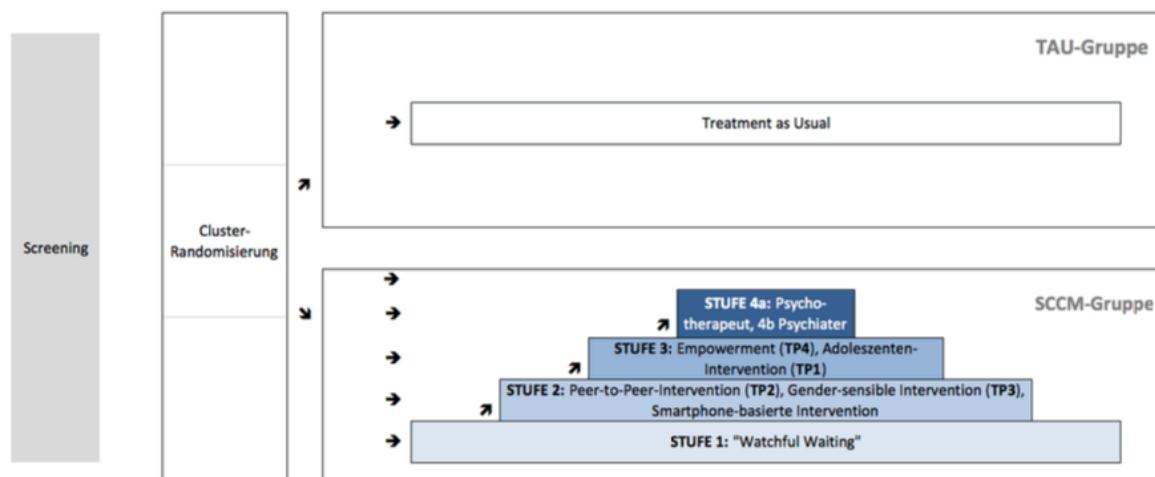 Screening
Cluster-
Randomisierung
TAU-Gruppe
Treatment as Usual
SCCM-Gruppe
STUFE 4a: Psycho-
therapeut, 4b Psychiater
STUFE 3: Empowerment (TP4), Adoleszenten-
Intervention (TP1)
STUFE 2: Peer-to-Peer-Intervention (TP2), Gender-sensible Intervention (TP3),
Smartphone-basierte Intervention
STUFE 1: "Watchful Waiting"